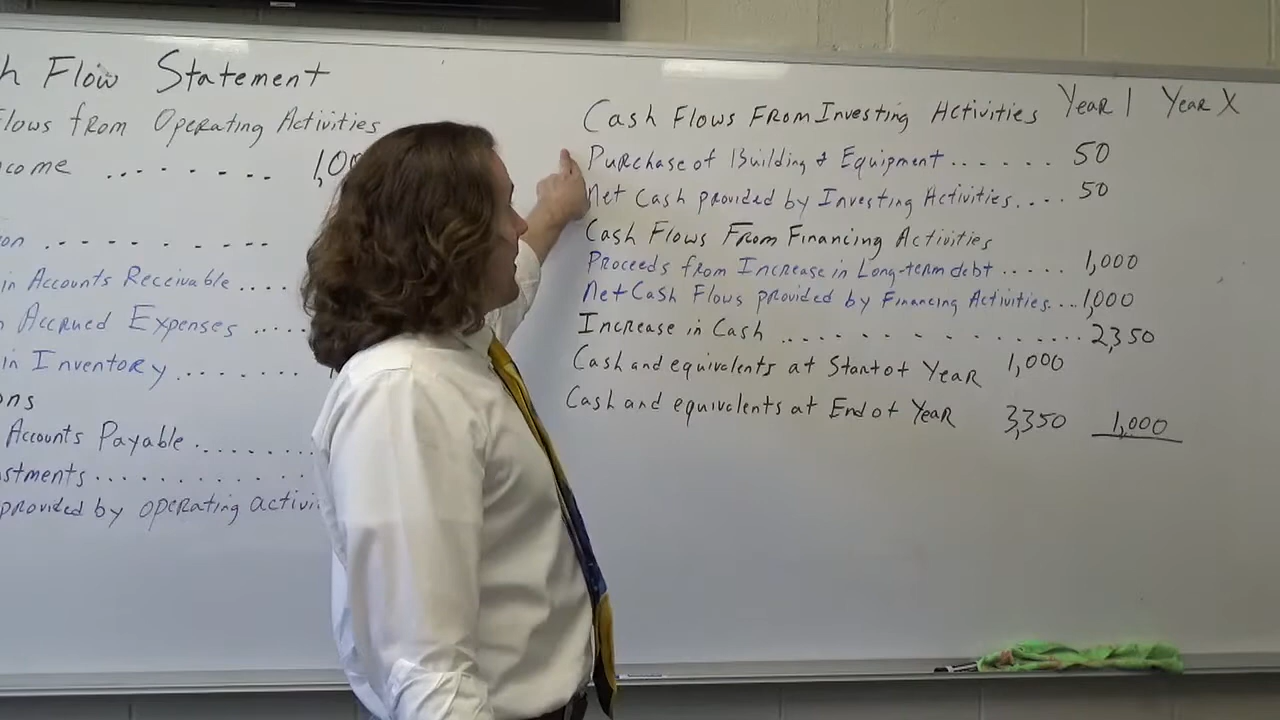 h Flow Statement
Flows from Operating Activities
come ........ 1,00
on ..........
in Accounts Receivable ....
Accrued Expenses .....
in Inventory .......
ons
Accounts Payable .......
stments ...........
provided by operating activi
Cash Flows From Investing Activities Year 1 Year X
Purchase of Building & Equipment ...... 50
Net Cash provided by Investing Activities.... 50
Cash Flows From Financing Activities
Proceeds from Increase in Long-term debt ..... 1,000
Net Cash Flows provided by Financing Activities... 1,000
Increase in Cash .............. 2,350
Cash and equivalents at Start of Year 1,000
Cash and equivalents at End of Year 3,350 1,000